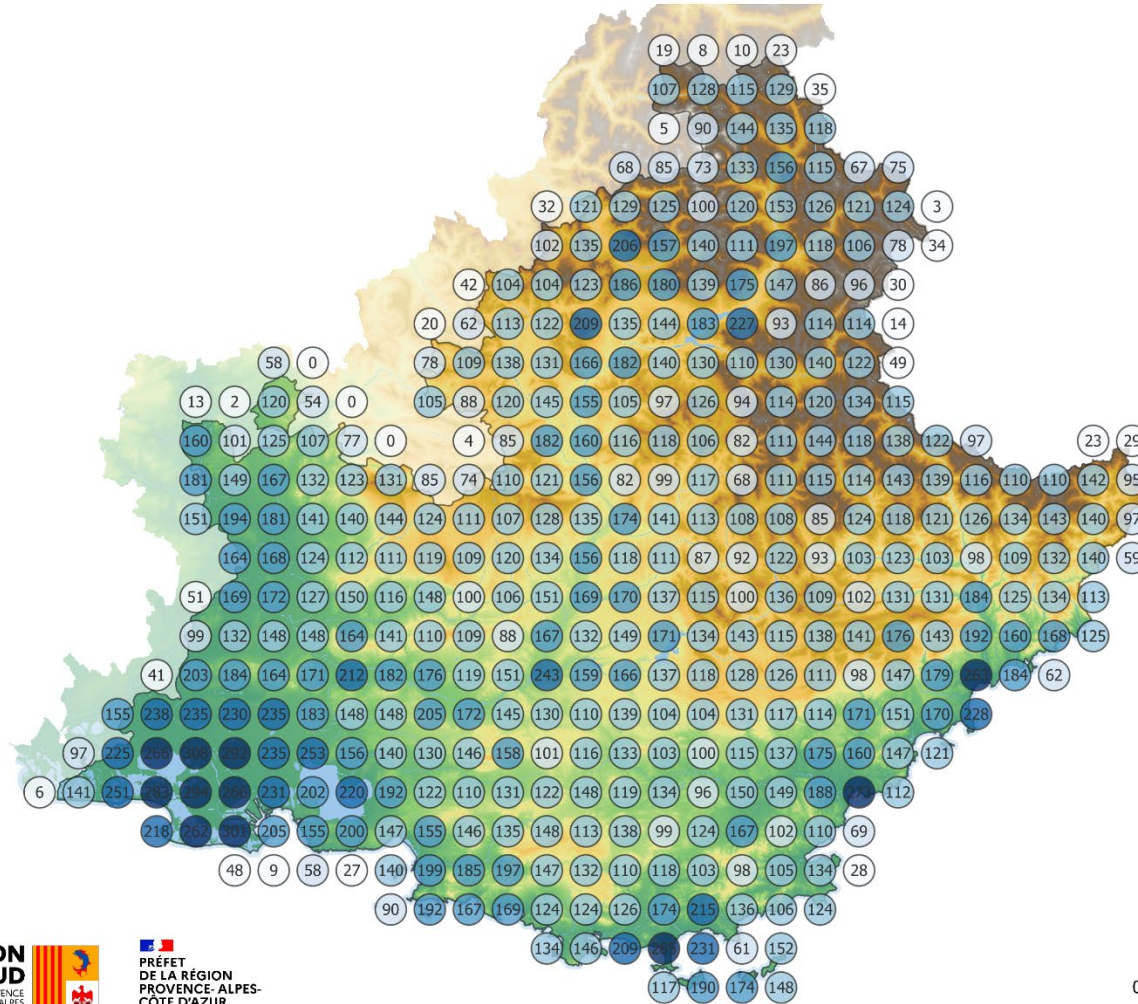 19 8 10 23
107 128 115 129 35
5 90 144 135 118
68 85 73 133 156 115 67 75
32 121 129 125 100 120 153 126 121 124 3
102 135 206 157 140 111 197 118 106 78 34
42 104 104 123 186 180 139 175 147 86 96 30
20 62 113 122 209 135 144 183 227 93 114 114 14
58 0 78 109 138 131 166 182 140 130 110 130 140 122 49
13 2 120 54 0 105 88 120 145 155 105 97 126 94 114 120 134 115
160 101 125 107 77 0 4 85 182 160 116 118 106 82 111 144 118 138 122 97 23 29
181 149 167 132 123 131 85 74 110 121 156 82 99 117 68 111 115 114 143 139 116 110 110 142 95
151 194 181 141 140 144 124 111 107 128 135 174 141 113 108 108 85 124 118 121 126 134 143 140 97
164 168 124 112 111 119 109 120 134 156 118 111 87 92 122 93 103 123 103 98 109 132 140 59
51 169 172 127 150 116 148 100 106 151 169 170 137 115 100 136 109 102 131 131 184 125 134 113
99 132 148 148 164 141 110 109 88 167 132 149 171 134 143 115 138 141 176 143 192 160 168 125
41 203 184 164 171 212 182 176 119 151 243 159 166 137 118 128 126 111 98 147 179 263 184 62
155 238 235 230 235 183 148 148 205 172 145 130 110 139 104 104 131 117 114 171 151 170 228
97 225 266 308 292 235 253 156 140 130 146 158 101 116 133 103 100 115 137 175 160 147 121
6 141 251 283 294 266 231 202 220 192 122 110 131 122 148 119 134 96 150 149 188 273 112
218 262 301 205 155 200 147 155 146 135 148 113 138 99 124 167 102 110 69
48 9 58 27 140 199 185 197 147 132 110 118 103 98 105 134 28
90 192 167 169 124 124 126 174 215 136 106 124
134 146 209 231 61 152
117 190 174 148
PRÉFET
DE LA RÉGION
PROVENCE- ALPES-
CÔTE D'AZUR